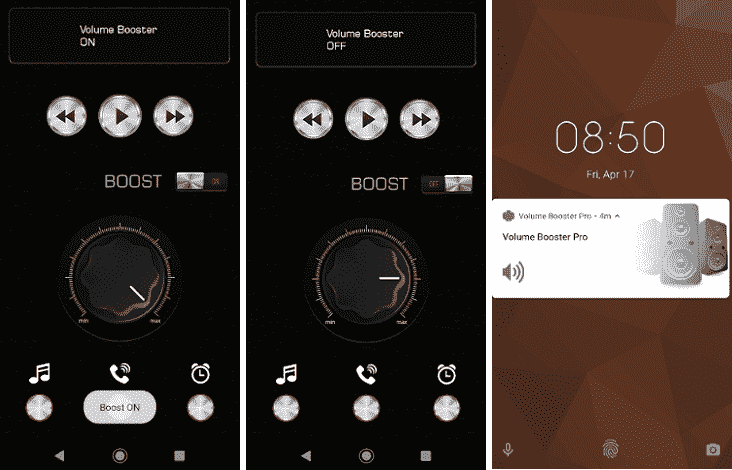 Volume Booster
ON
BOOST
ON
min
max
Boost ON
Volume Booster
OFF
BOOST
OFF
min
max
08:50
Fri, Apr 17
Volume Booster Pro • 4m
Volume Booster Pro